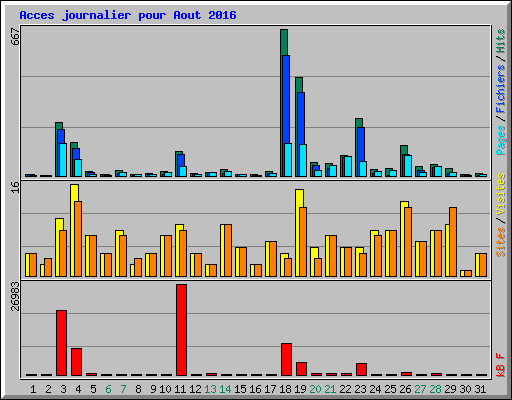 Acces journalier pour Aout 2016
667
Pages / Fichiers / Hits
16
Sites / Visites
26983
kB F
1 2 3 4 5 6 7 8 9 10 11 12 13 14 15 16 17 18 19 20 21 22 23 24 25 26 27 28 29 30 31